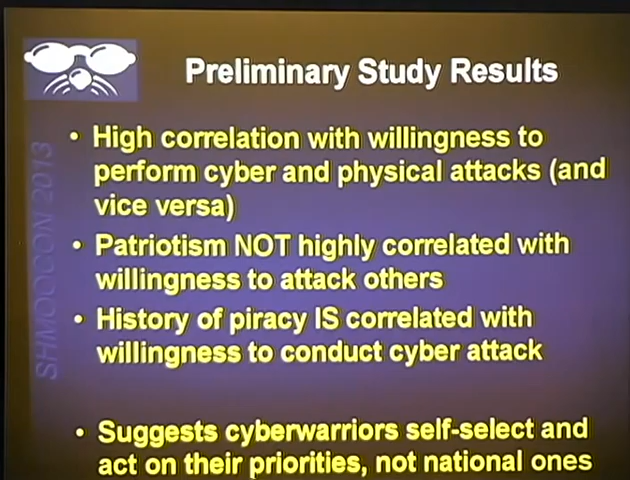 Preliminary Study Results
• High correlation with willingness to
perform cyber and physical attacks (and
vice versa)
• Patriotism NOT highly correlated with
willingness to attack others
• History of piracy IS correlated with
willingness to conduct cyber attack
• Suggests cyberwarriors self-select and
act on their priorities, not national ones
SHMOOCON 2013